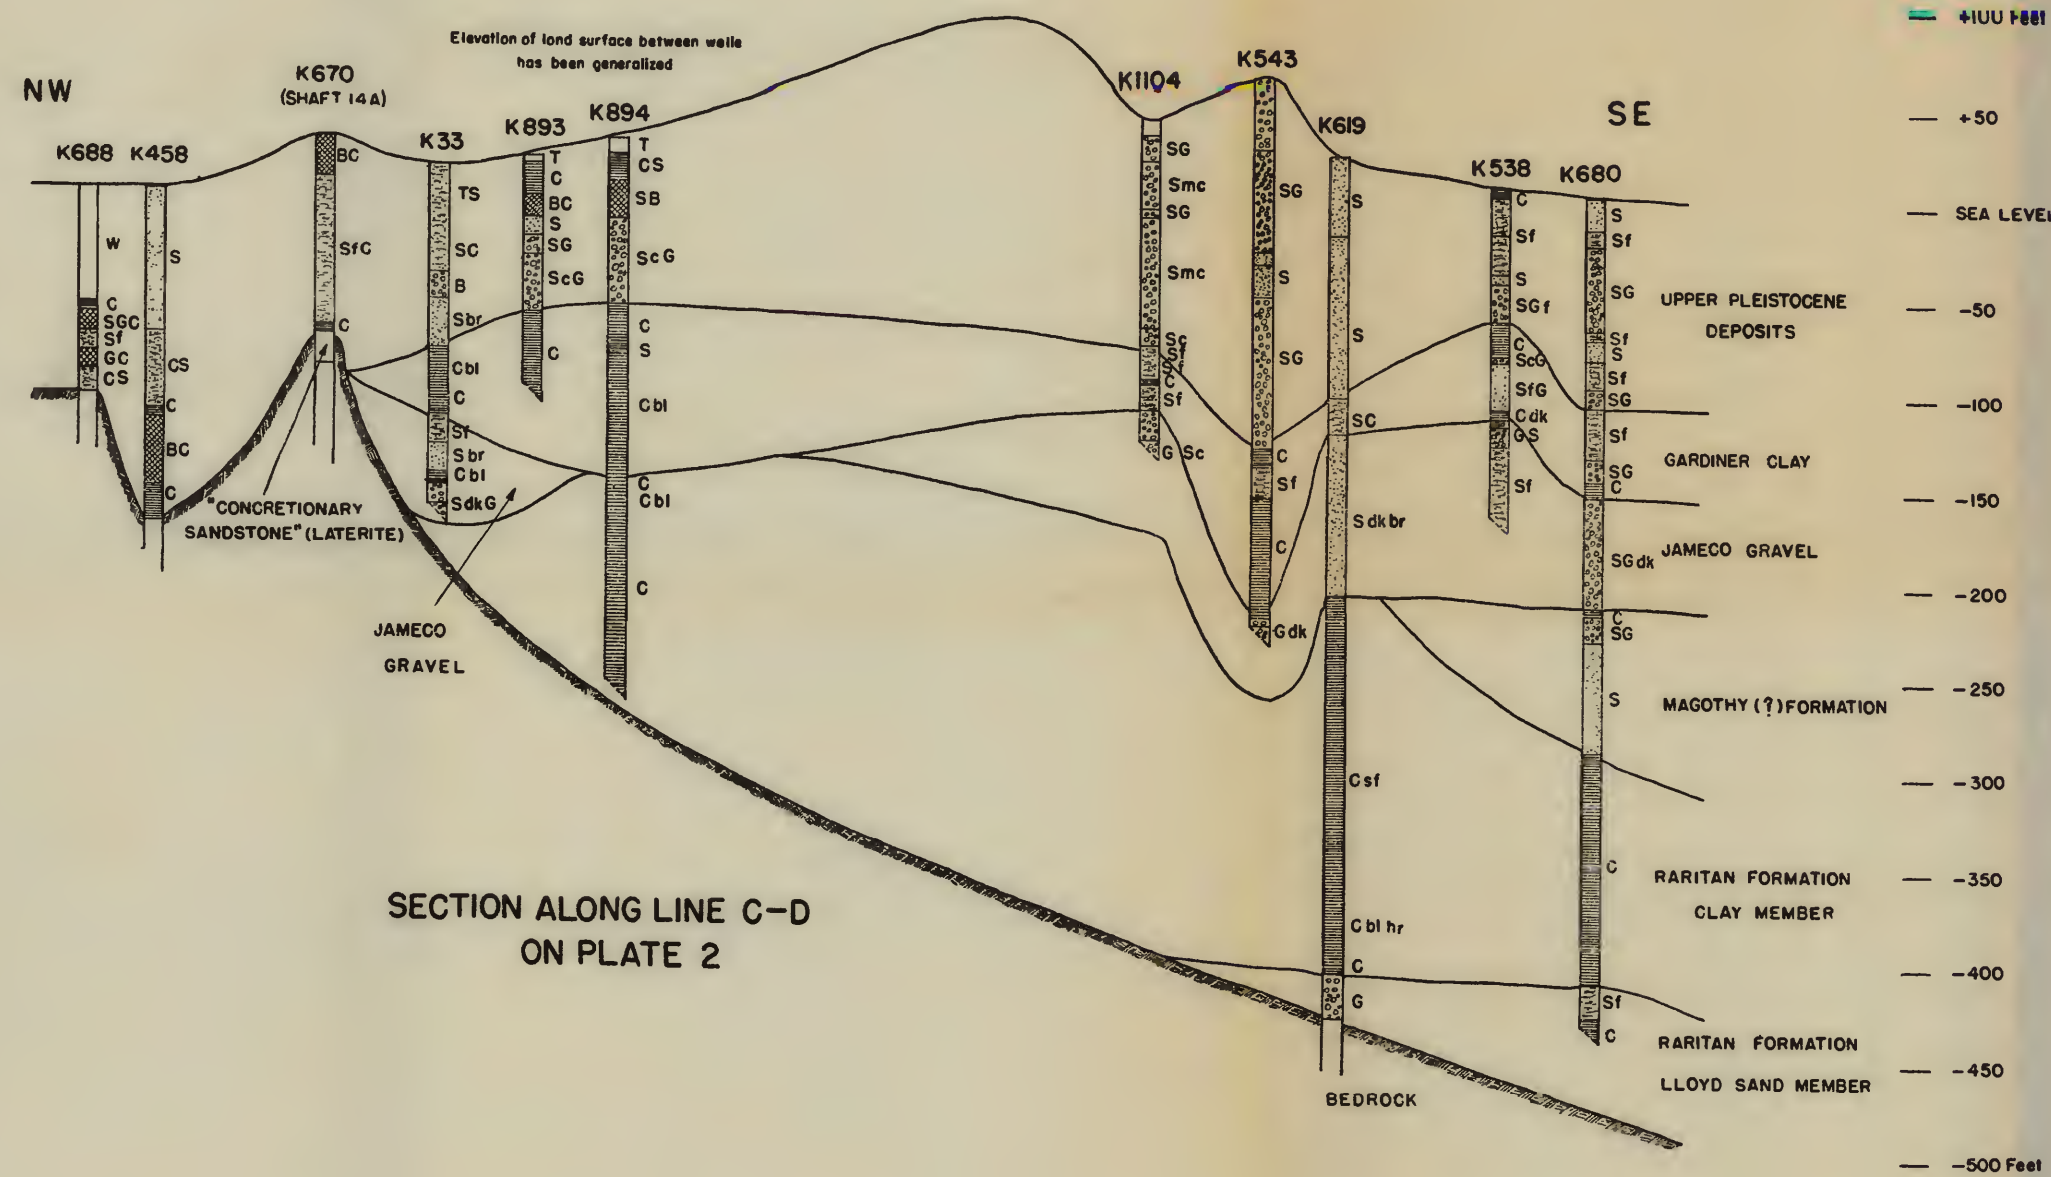 +100 Feet
Elevation of land surface between wells
has been generalized
NW
K670
(SHAFT 14A)
K688
K458
K33
K893
K894
K1104
K543
K619
SE
K538
K680
+50
SEA LEVEL
-50
-100
-150
-200
-250
-300
-350
-400
-450
-500 Feet
W
C
SGC
Sf
GC
CS
S
CS
C
BC
C
BC
SfC
C
TS
SC
B
Sbr
Cbl
C
Sf
Sbr
Cbl
SdkG
T
C
BC
S
SG
ScG
C
T
CS
SB
ScG
C
S
Cbl
C
Cbl
C
SG
Smc
SG
Smc
Sc
Sf
C
Sf
G Sc
SG
S
SG
C
Sf
C
Gdk
S
S
SC
Sdkbr
Csf
Cbl hr
C
G
C
Sf
S
SGf
C
ScG
SfG
Cdk
GS
Sf
S
Sf
SG
Sf
S
Sf
SG
Sf
SG
C
SGdk
C
SG
S
C
Sf
C
UPPER PLEISTOCENE
DEPOSITS
GARDINER CLAY
JAMECO GRAVEL
MAGOTHY (?) FORMATION
RARITAN FORMATION
CLAY MEMBER
RARITAN FORMATION
LLOYD SAND MEMBER
BEDROCK
"CONCRETIONARY
SANDSTONE" (LATERITE)
JAMECO
GRAVEL
SECTION ALONG LINE C-D
ON PLATE 2